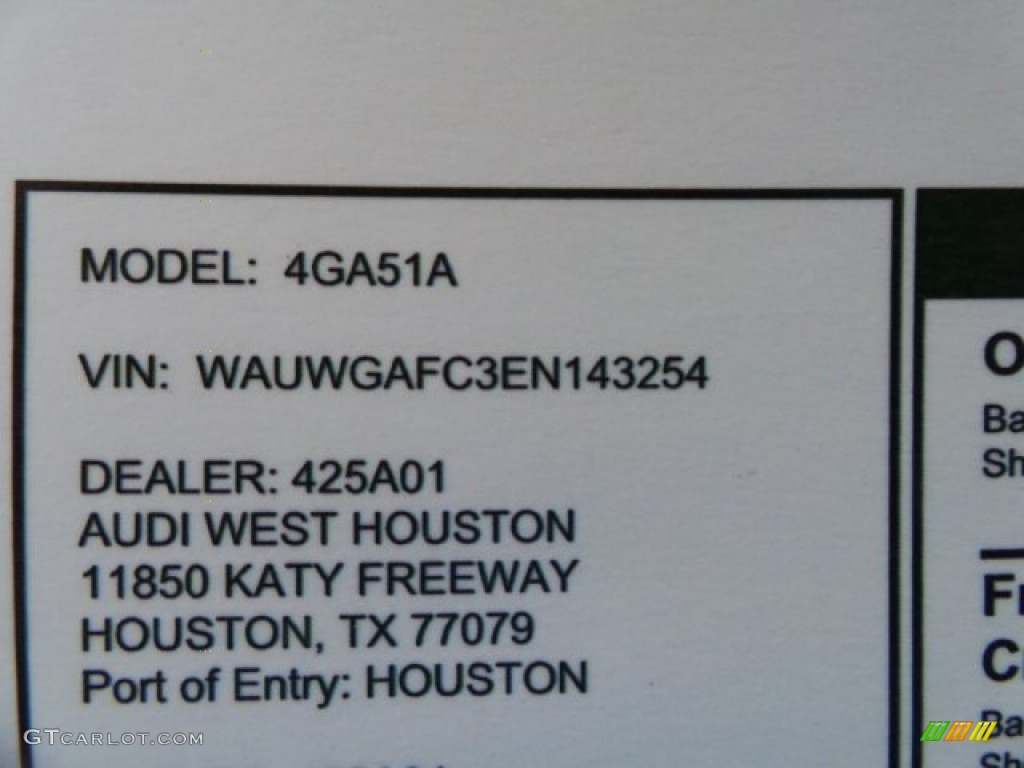 MODEL: 4GA51A
VIN: WAUWGAFC3EN143254
DEALER: 425A01
AUDI WEST HOUSTON
11850 KATY FREEWAY
HOUSTON, TX 77079
Port of Entry: HOUSTON
GTCARLOT.COM